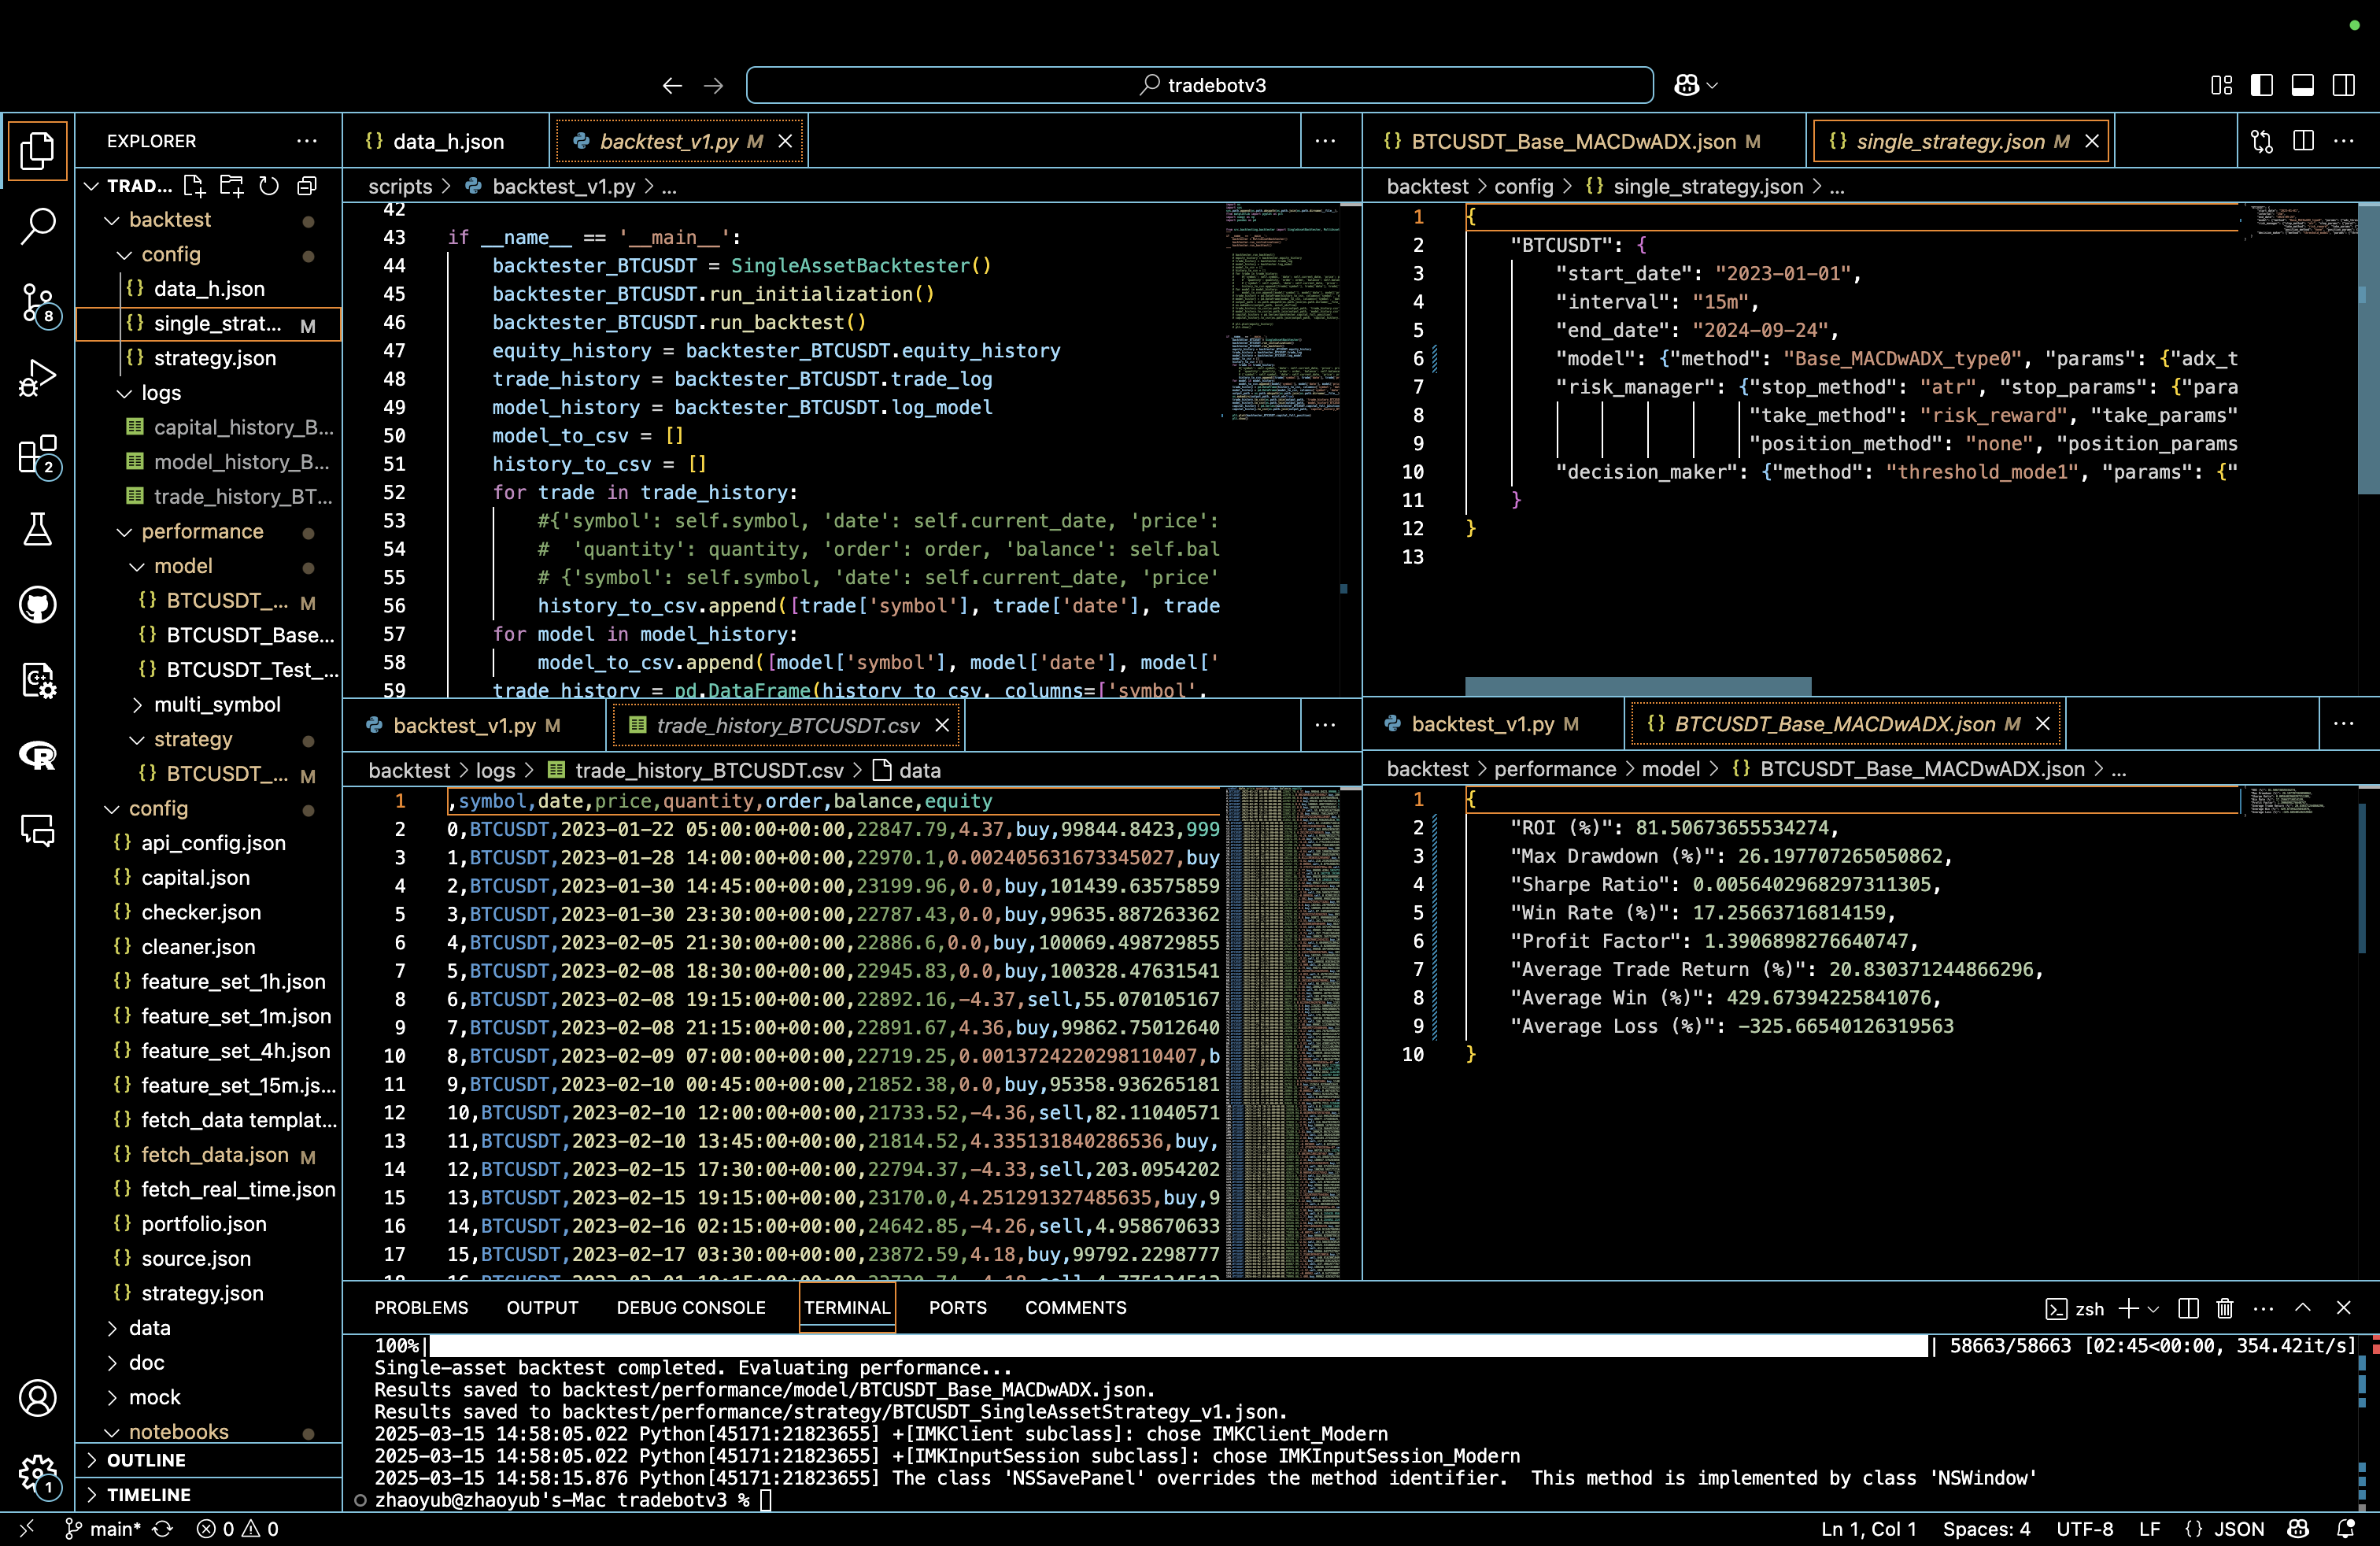 tradebotv3
EXPLORER
TRAD...
backtest
config
data_h.json
single_strat... M
strategy.json
logs
capital_history_B...
model_history_B...
trade_history_BT...
performance
model
BTCUSDT_... M
BTCUSDT_Base...
BTCUSDT_Test_...
multi_symbol
strategy
BTCUSDT_... M
config
api_config.json
capital.json
checker.json
cleaner.json
feature_set_1h.json
feature_set_1m.json
feature_set_4h.json
feature_set_15m.js...
fetch_data templat...
fetch_data.json M
fetch_real_time.json
portfolio.json
source.json
strategy.json
data
doc
mock
notebooks
OUTLINE
TIMELINE
8
2
1
data_h.json
backtest_v1.py M
scripts > backtest_v1.py > ...
42
43 if __name__ == '__main__':
44 backtester_BTCUSDT = SingleAssetBacktester()
45 backtester_BTCUSDT.run_initialization()
46 backtester_BTCUSDT.run_backtest()
47 equity_history = backtester_BTCUSDT.equity_history
48 trade_history = backtester_BTCUSDT.trade_log
49 model_history = backtester_BTCUSDT.log_model
50 model_to_csv = []
51 history_to_csv = []
52 for trade in trade_history:
53 #{'symbol': self.symbol, 'date': self.current_date, 'price':
54 # 'quantity': quantity, 'order': order, 'balance': self.bal
55 # {'symbol': self.symbol, 'date': self.current_date, 'price'
56 history_to_csv.append([trade['symbol'], trade['date'], trade
57 for model in model_history:
58 model_to_csv.append([model['symbol'], model['date'], model['
59 trade_history = pd.DataFrame(history_to_csv, columns=['symbol',
BTCUSDT_Base_MACDwADX.json M
single_strategy.json M
backtest > config > {} single_strategy.json > ...
1 {
2 "BTCUSDT": {
3 "start_date": "2023-01-01",
4 "interval": "15m",
5 "end_date": "2024-09-24",
6 "model": {"method": "Base_MACDwADX_type0", "params": {"adx_t
7 "risk_manager": {"stop_method": "atr", "stop_params": {"para
8 "take_method": "risk_reward", "take_params"
9 "position_method": "none", "position_params
10 "decision_maker": {"method": "threshold_mode1", "params": {"
11 }
12 }
13
backtest_v1.py M
trade_history_BTCUSDT.csv
backtest > logs > trade_history_BTCUSDT.csv > data
1 ,symbol,date,price,quantity,order,balance,equity
2 0,BTCUSDT,2023-01-22 05:00:00+00:00,22847.79,4.37,buy,99844.8423,999
3 1,BTCUSDT,2023-01-28 14:00:00+00:00,22970.1,0.002405631673345027,buy
4 2,BTCUSDT,2023-01-30 14:45:00+00:00,23199.96,0.0,buy,101439.63575859
5 3,BTCUSDT,2023-01-30 23:30:00+00:00,22787.43,0.0,buy,99635.887263362
6 4,BTCUSDT,2023-02-05 21:30:00+00:00,22886.6,0.0,buy,100069.498729855
7 5,BTCUSDT,2023-02-08 18:30:00+00:00,22945.83,0.0,buy,100328.47631541
8 6,BTCUSDT,2023-02-08 19:15:00+00:00,22892.16,-4.37,sell,55.070105167
9 7,BTCUSDT,2023-02-08 21:15:00+00:00,22891.67,4.36,buy,99862.75012640
10 8,BTCUSDT,2023-02-09 07:00:00+00:00,22719.25,0.0013724220298110407,b
11 9,BTCUSDT,2023-02-10 00:45:00+00:00,21852.38,0.0,buy,95358.936265181
12 10,BTCUSDT,2023-02-10 12:00:00+00:00,21733.52,-4.36,sell,82.11040571
13 11,BTCUSDT,2023-02-10 13:45:00+00:00,21814.52,4.335131840286536,buy,
14 12,BTCUSDT,2023-02-15 17:30:00+00:00,22794.37,-4.33,sell,203.0954202
15 13,BTCUSDT,2023-02-15 19:15:00+00:00,23170.0,4.251291327485635,buy,9
16 14,BTCUSDT,2023-02-16 02:15:00+00:00,24642.85,-4.26,sell,4.958670633
17 15,BTCUSDT,2023-02-17 03:30:00+00:00,23872.59,4.18,buy,99792.2298777
backtest_v1.py M
BTCUSDT_Base_MACDwADX.json M
backtest > performance > model > {} BTCUSDT_Base_MACDwADX.json > ...
1 {
2 "ROI (%)": 81.50673655534274,
3 "Max Drawdown (%)": 26.197707265050862,
4 "Sharpe Ratio": 0.0056402968297311305,
5 "Win Rate (%)": 17.25663716814159,
6 "Profit Factor": 1.3906898276640747,
7 "Average Trade Return (%)": 20.830371244866296,
8 "Average Win (%)": 429.67394225841076,
9 "Average Loss (%)": -325.66540126319563
10 }
PROBLEMS OUTPUT DEBUG CONSOLE TERMINAL PORTS COMMENTS
zsh
100%| | 58663/58663 [02:45<00:00, 354.42it/s]
Single-asset backtest completed. Evaluating performance...
Results saved to backtest/performance/model/BTCUSDT_Base_MACDwADX.json.
Results saved to backtest/performance/strategy/BTCUSDT_SingleAssetStrategy_v1.json.
2025-03-15 14:58:05.022 Python[45171:21823655] +[IMKClient subclass]: chose IMKClient_Modern
2025-03-15 14:58:05.022 Python[45171:21823655] +[IMKInputSession subclass]: chose IMKInputSession_Modern
2025-03-15 14:58:15.876 Python[45171:21823655] The class 'NSSavePanel' overrides the method identifier.  This method is implemented by class 'NSWindow'
zhaoyub@zhaoyub's-Mac tradebotv3 %
main* 0 0
Ln 1, Col 1 Spaces: 4 UTF-8 LF {} JSON